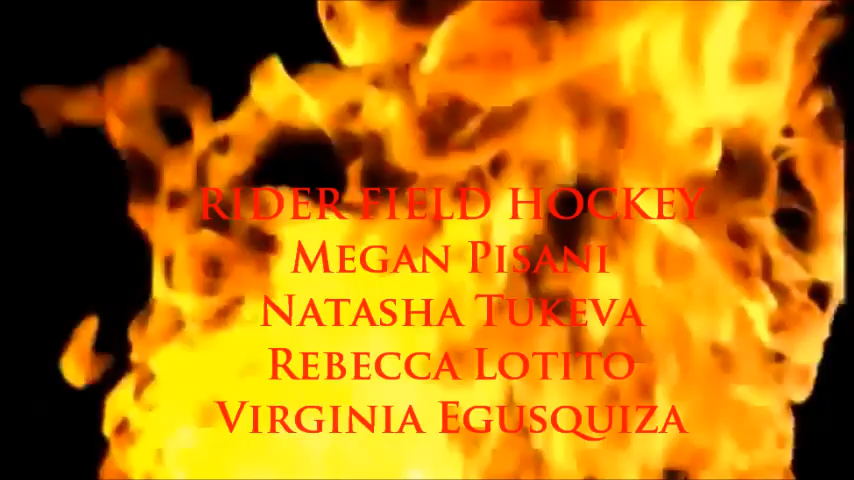 RIDER FIELD HOCKEY
MEGAN PISANI
NATASHA TUKEVA
REBECCA LOTITO
VIRGINIA EGUSQUIZA